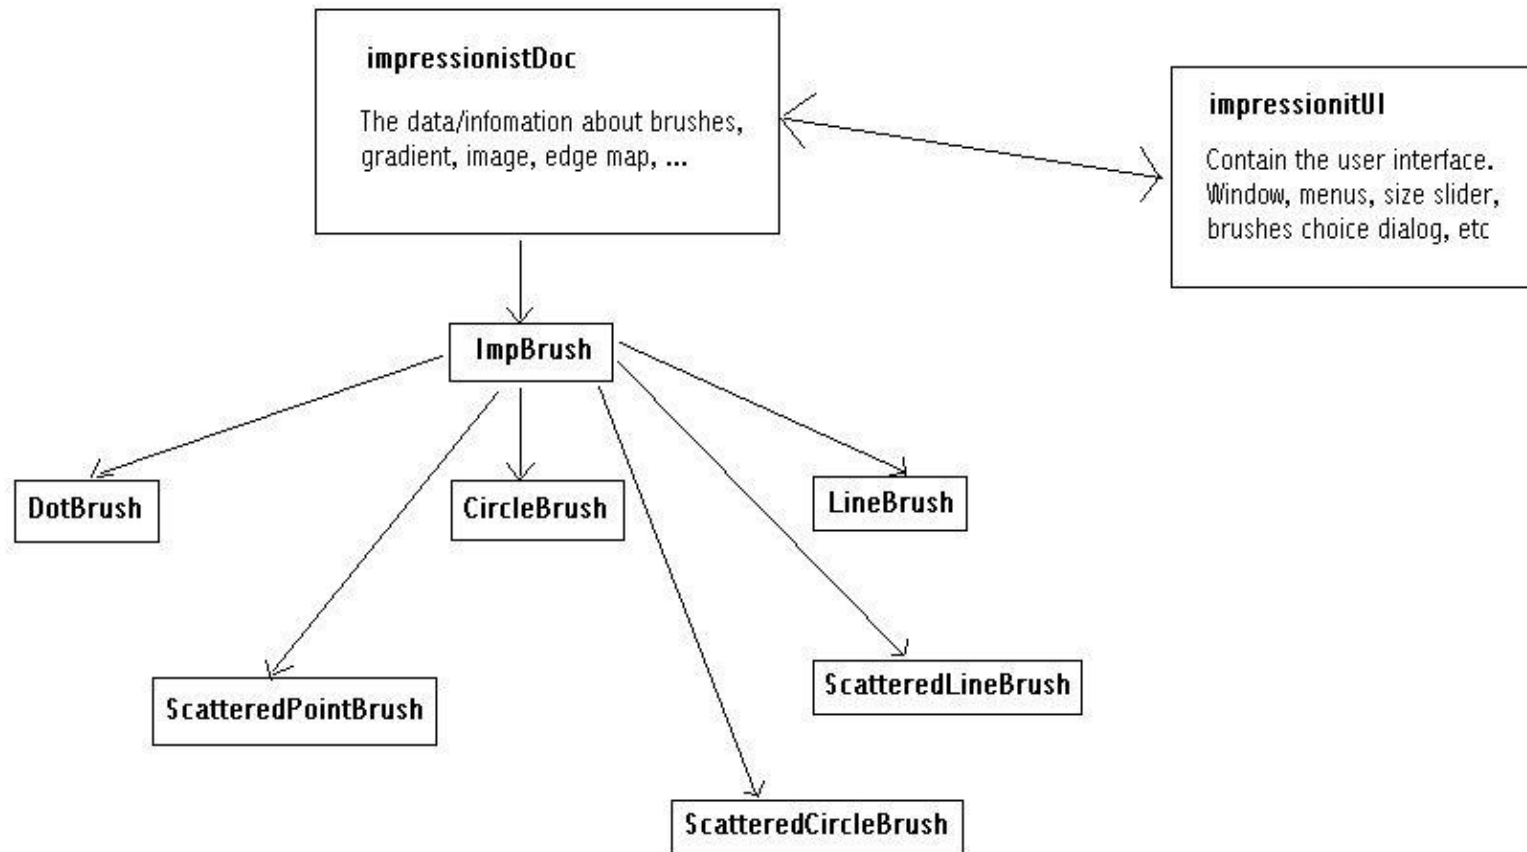 impressionistDoc
The data/infomation about brushes,
gradient, image, edge map, ...
impressionitUI
Contain the user interface.
Window, menus, size slider,
brushes choice dialog, etc
ImpBrush
DotBrush
CircleBrush
LineBrush
ScatteredPointBrush
ScatteredLineBrush
ScatteredCircleBrush